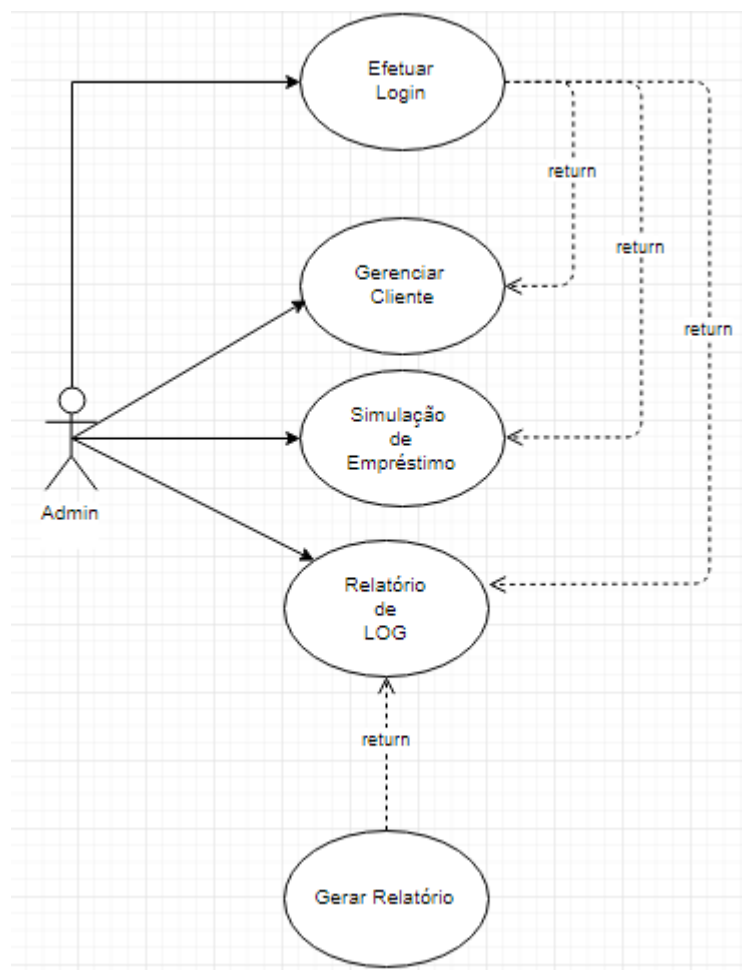 Efetuar
Login
return
Gerenciar
Cliente
return
return
Simulação
de
Empréstimo
Admin
Relatório
de
LOG
return
Gerar Relatório